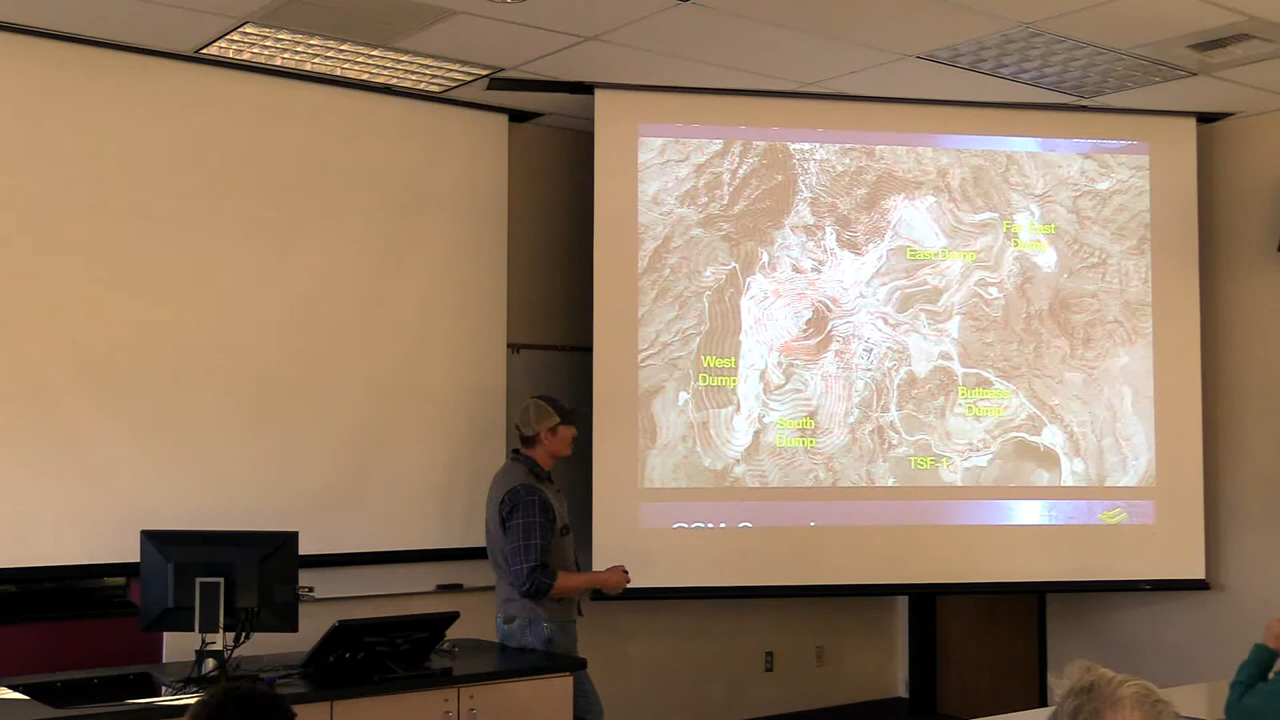 Far East
Dump
East Dump
West
Dump
Buttress
Dump
South
Dump
TSF-1